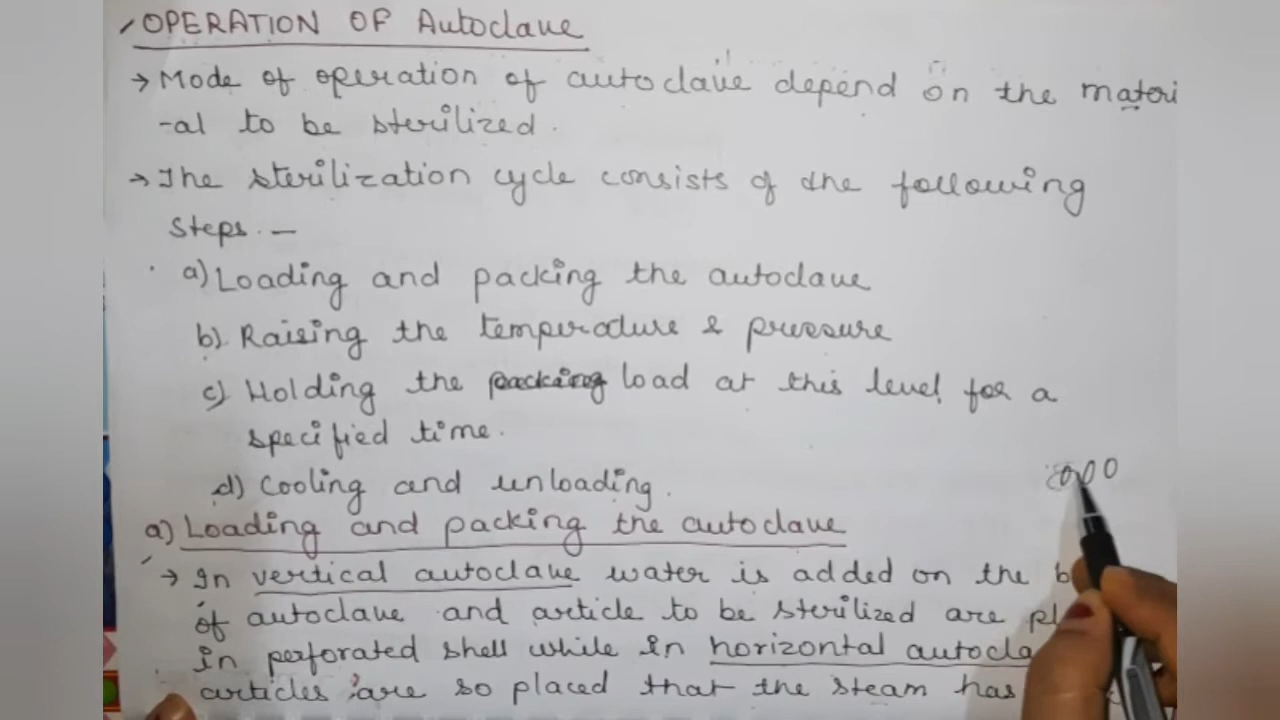 OPERATION OF Autoclave
→ Mode of operation of autoclave depend on the materi
-al to be sterilized.
→ The sterilization cycle consists of the following
steps.—
a) Loading and packing the autoclave
b) Raising the temperature & pressure
c) Holding the load at this level for a
specified time.
d) Cooling and unloading.
a) Loading and packing the autoclave
→ In vertical autoclave water is added on the b
of autoclave and article to be sterilized are pl
in perforated shell while in horizontal autocla
articles are so placed that the steam has